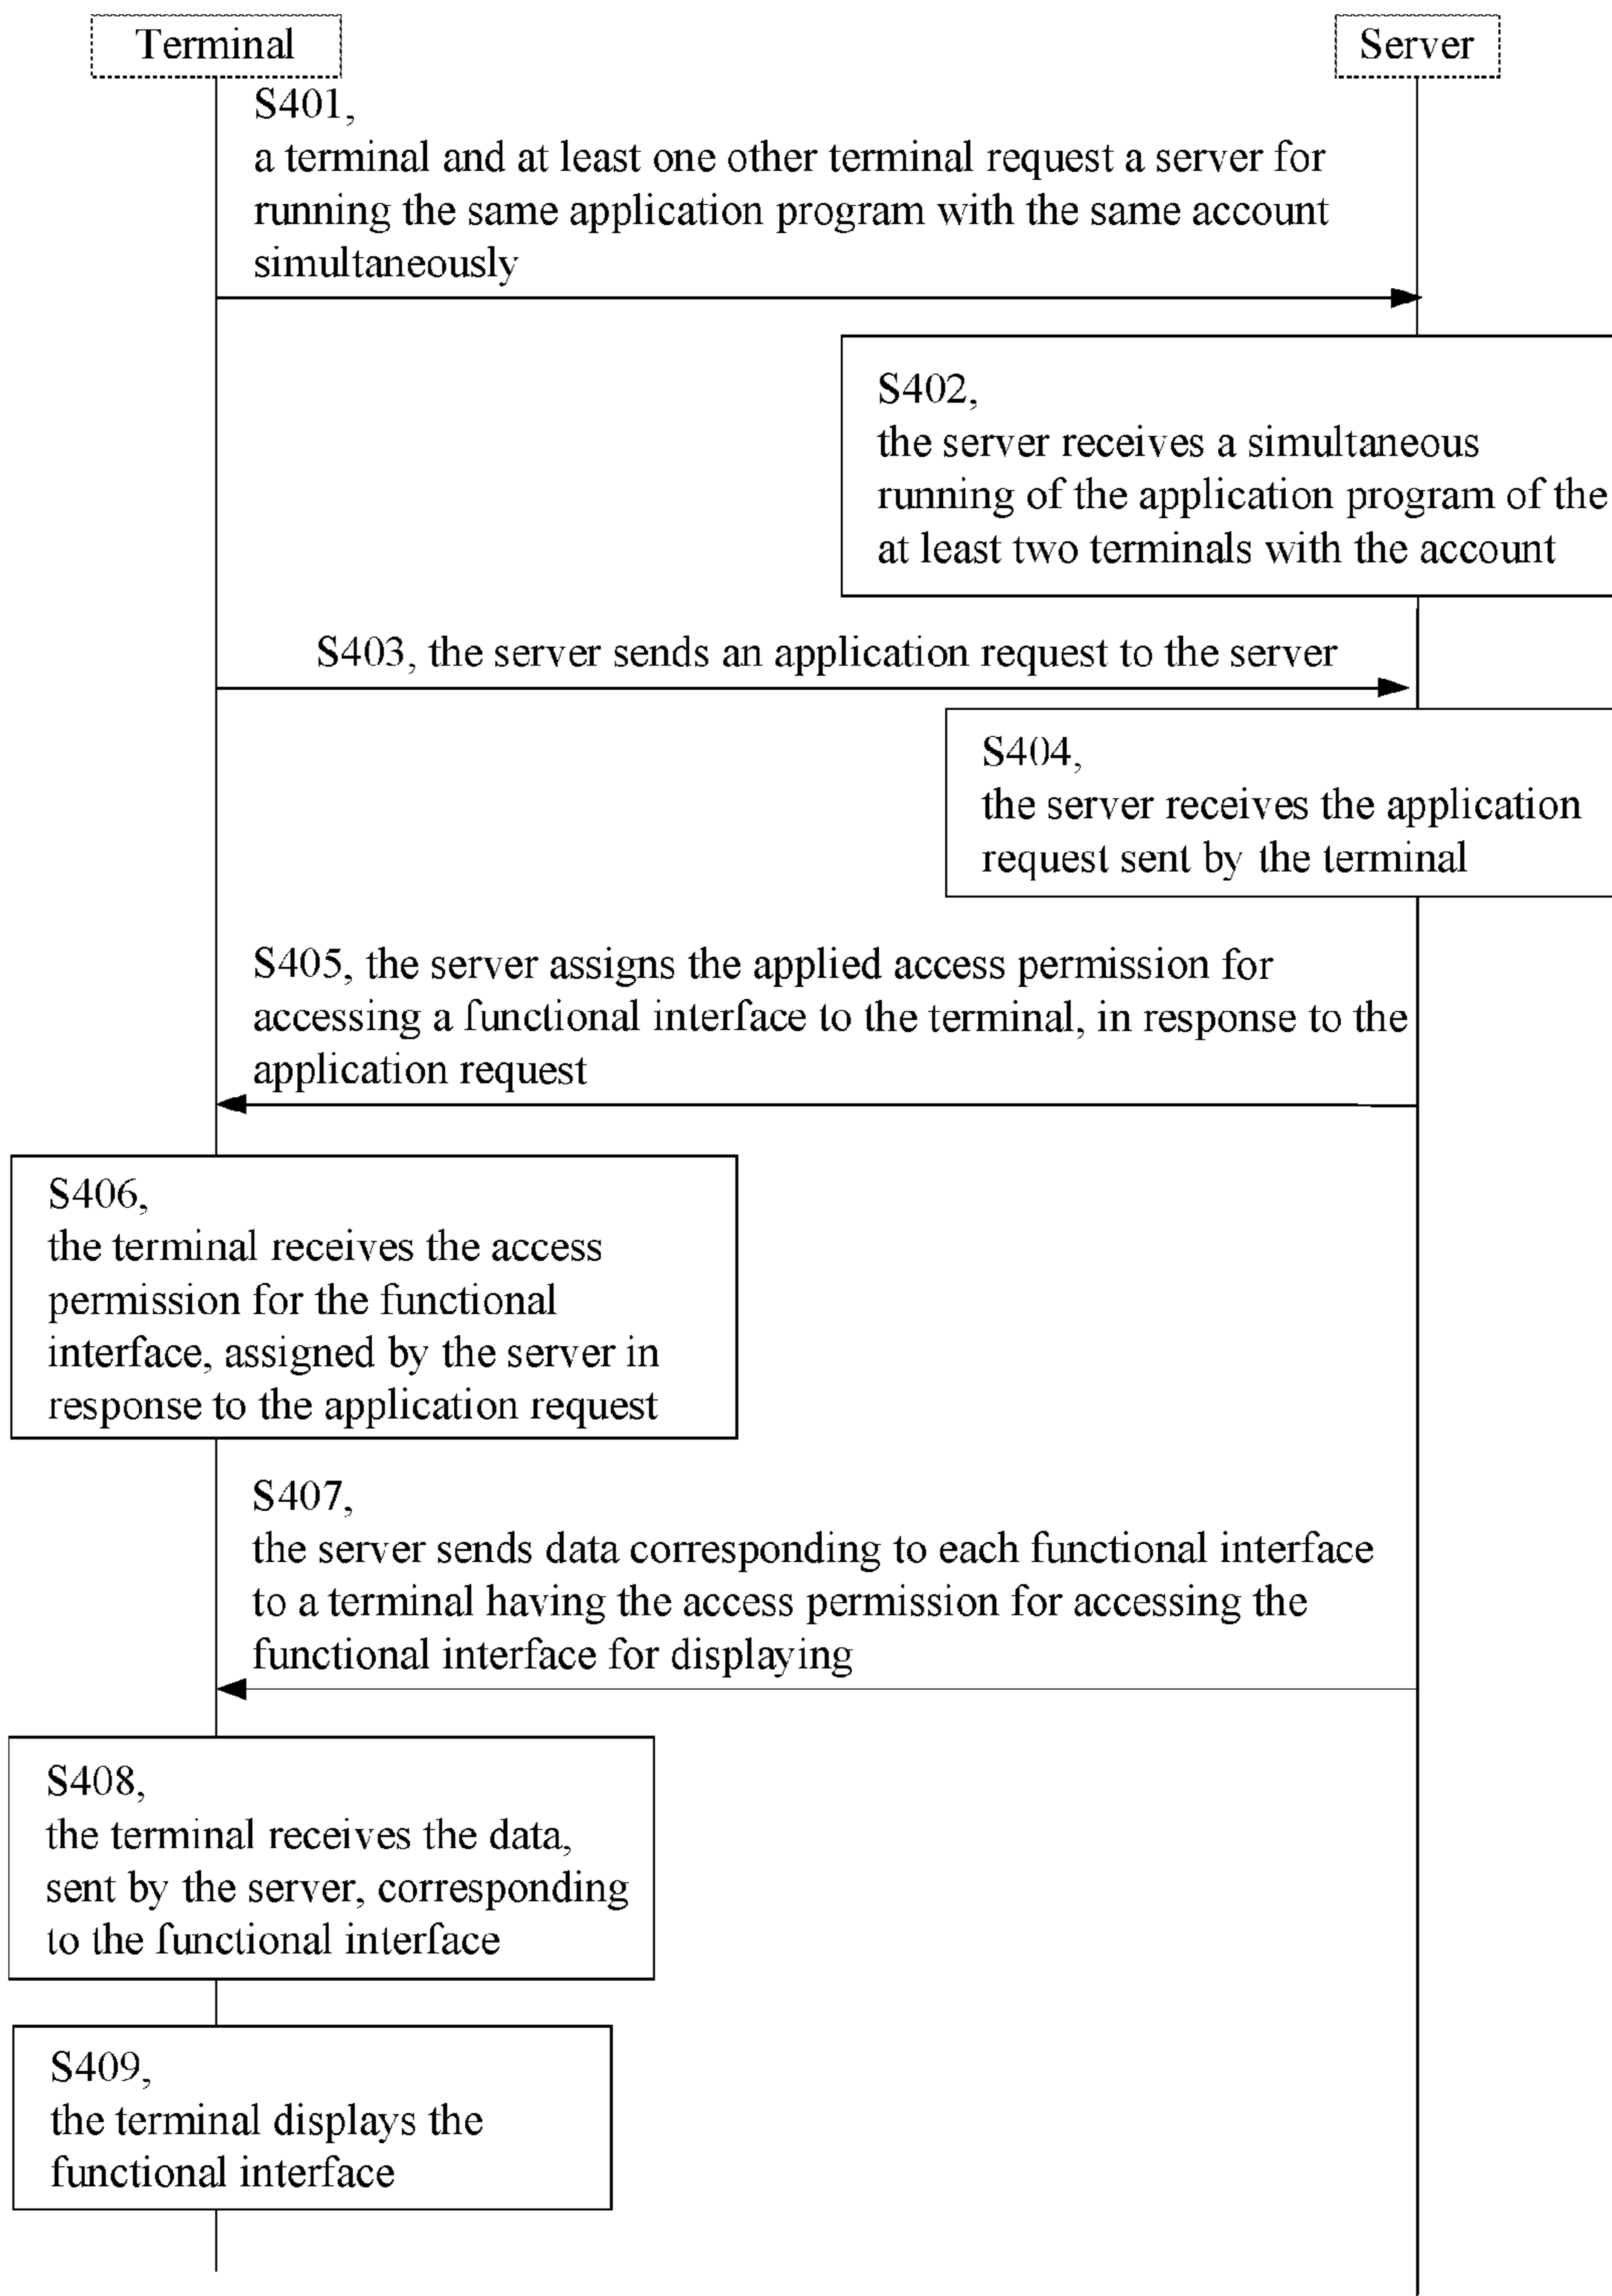 Terminal
Server
S401,
a terminal and at least one other terminal request a server for
running the same application program with the same account
simultaneously
S402,
the server receives a simultaneous
running of the application program of the
at least two terminals with the account
S403, the server sends an application request to the server
S404,
the server receives the application
request sent by the terminal
S405, the server assigns the applied access permission for
accessing a functional interface to the terminal, in response to the
application request
S406,
the terminal receives the access
permission for the functional
interface, assigned by the server in
response to the application request
S407,
the server sends data corresponding to each functional interface
to a terminal having the access permission for accessing the
functional interface for displaying
S408,
the terminal receives the data,
sent by the server, corresponding
to the functional interface
S409,
the terminal displays the
functional interface